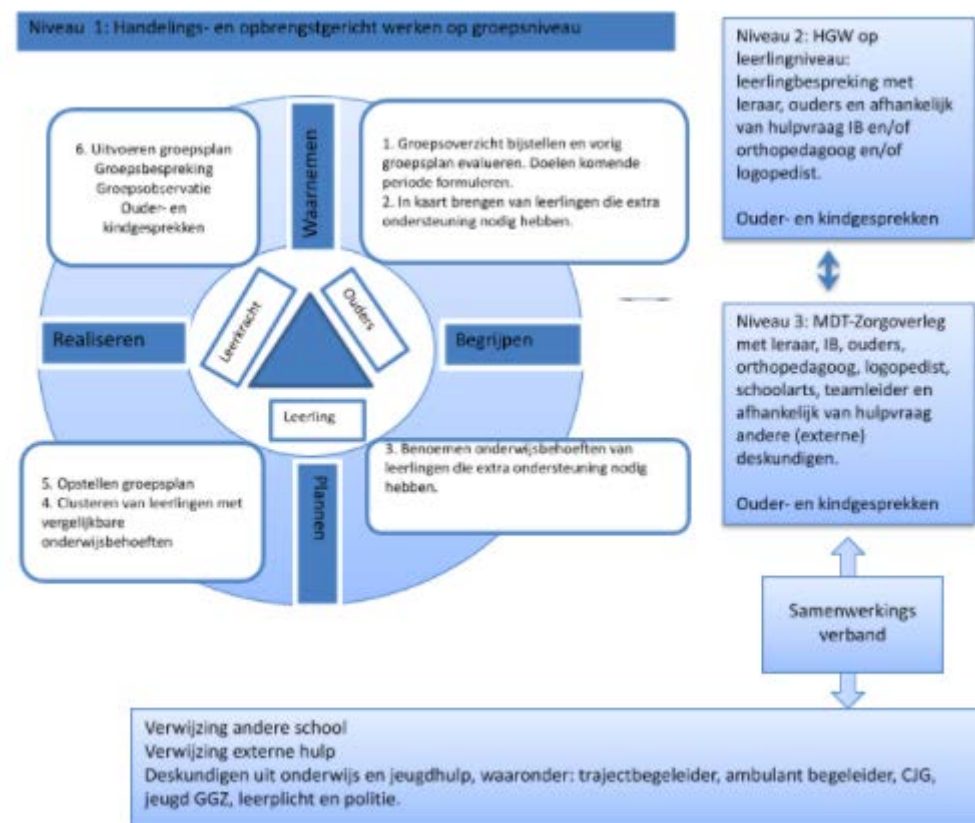 Niveau 1: Handelings- en opbrengstgericht werken op groepsniveau
Waarnemen
6. Uitvoeren groepsplan
Groepsbespreking
Groepsobservatie
Ouder- en
kindgesprekken
1. Groepsoverzicht bijstellen en vorig
groepsplan evalueren. Doelen komende
periode formuleren.
2. In kaart brengen van leerlingen die extra
ondersteuning nodig hebben.
Realiseren
Leerkracht
Ouders
Leerling
Begrijpen
5. Opstellen groepsplan
4. Clusteren van leerlingen met
vergelijkbare
onderwijsbehoeften
Plannen
3. Benoemen onderwijsbehoeften van
leerlingen die extra ondersteuning nodig
hebben.
Niveau 2: HGW op
leerlingniveau:
leerlingbespreking met
leraar, ouders en afhankelijk
van hulpvraag IB en/of
orthopedagoog en/of
logopedist.
Ouder- en kindgesprekken
Niveau 3: MDT-Zorgoverleg
met leraar, IB, ouders,
orthopedagoog, logopedist,
schoolarts, teamleider en
afhankelijk van hulpvraag
andere (externe)
deskundigen.
Ouder- en kindgesprekken
Samenwerkings
verband
Verwijzing andere school
Verwijzing externe hulp
Deskundigen uit onderwijs en jeugdhulp, waaronder: trajectbegeleider, ambulant begeleider, CJG,
jeugd GGZ, leerplicht en politie.